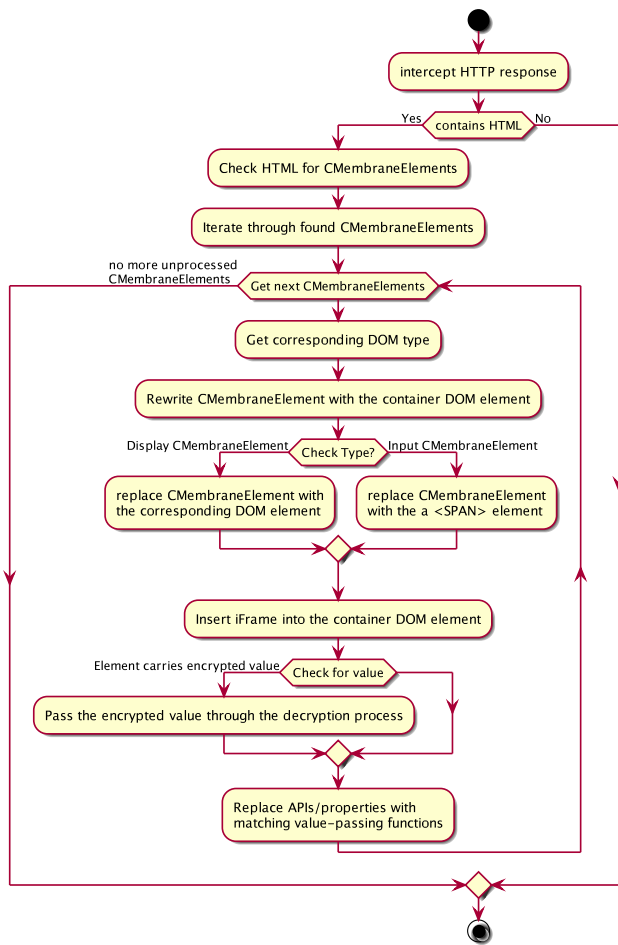 intercept HTTP response
Yes
contains HTML
No
Check HTML for CMembraneElements
Iterate through found CMembraneElements
no more unprocessed
CMembraneElements
Get next CMembraneElements
Get corresponding DOM type
Rewrite CMembraneElement with the container DOM element
Display CMembraneElement
Check Type?
Input CMembraneElement
replace CMembraneElement with
the corresponding DOM element
replace CMembraneElement
with the a <SPAN> element
Insert iFrame into the container DOM element
Element carries encrypted value
Check for value
Pass the encrypted value through the decryption process
Replace APIs/properties with
matching value-passing functions